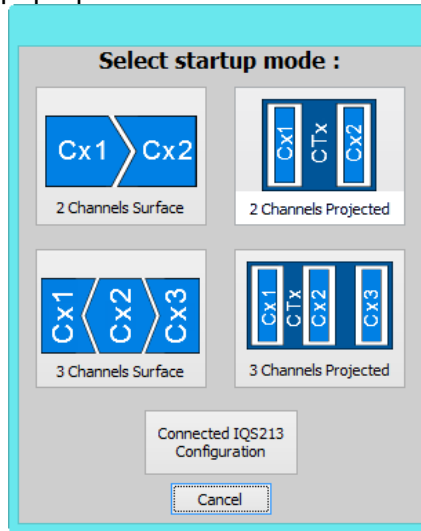 Select startup mode :
Cx1
Cx2
2 Channels Surface
Cx1
CTx
Cx2
2 Channels Projected
Cx1
Cx2
Cx3
3 Channels Surface
Cx1
CTx
Cx2
Cx3
3 Channels Projected
Connected IQS213
Configuration
Cancel